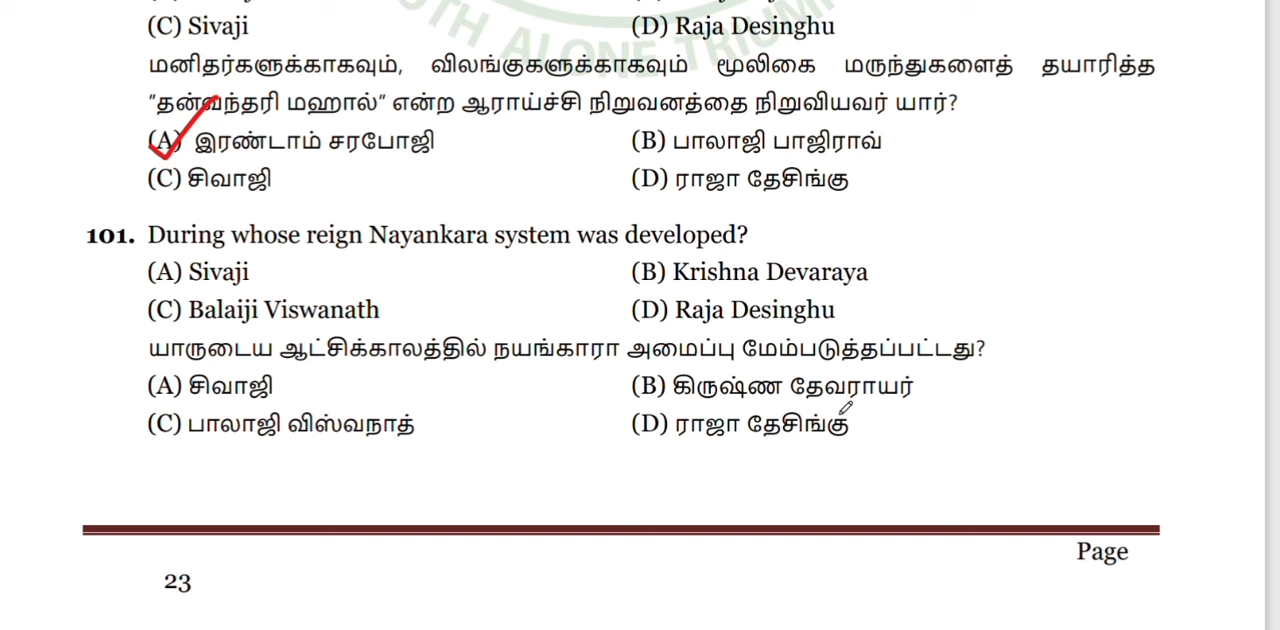 (C) Sivaji (D) Raja Desinghu
மனிதர்களுக்காகவும், விலங்குகளுக்காகவும் மூலிகை மருந்துகளைத் தயாரித்த
"தன்வந்தரி மஹால்" என்ற ஆராய்ச்சி நிறுவனத்தை நிறுவியவர் யார்?
(A) இரண்டாம் சரபோஜி (B) பாலாஜி பாஜிராவ்
(C) சிவாஜி (D) ராஜா தேசிங்கு
101. During whose reign Nayankara system was developed?
(A) Sivaji (B) Krishna Devaraya
(C) Balaiji Viswanath (D) Raja Desinghu
யாருடைய ஆட்சிக்காலத்தில் நயங்காரா அமைப்பு மேம்படுத்தப்பட்டது?
(A) சிவாஜி (B) கிருஷ்ண தேவராயர்
(C) பாலாஜி விஸ்வநாத் (D) ராஜா தேசிங்கு
Page
23
ALONE